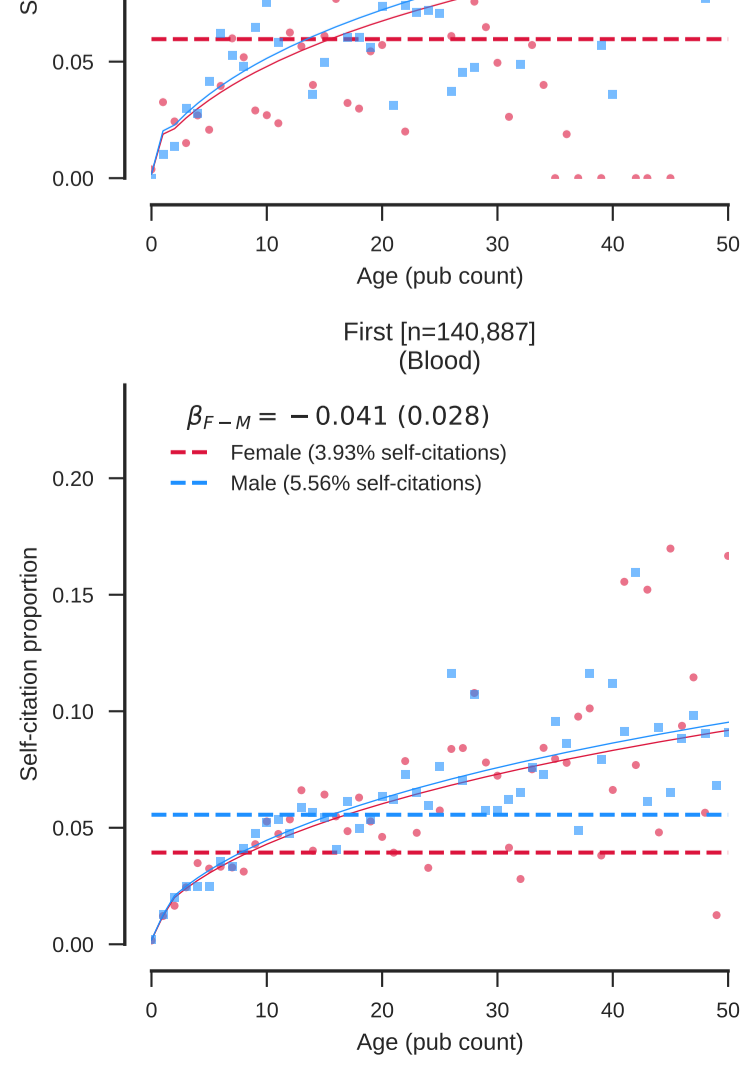 S
0.05
0.00
0 10 20 30 40 50
Age (pub count)
First [n=140,887]
(Blood)
β_{F−M} = −0.041 (0.028)
Female (3.93% self-citations)
Male (5.56% self-citations)
0.20
0.15
0.10
0.05
0.00
Self-citation proportion
0 10 20 30 40 50
Age (pub count)